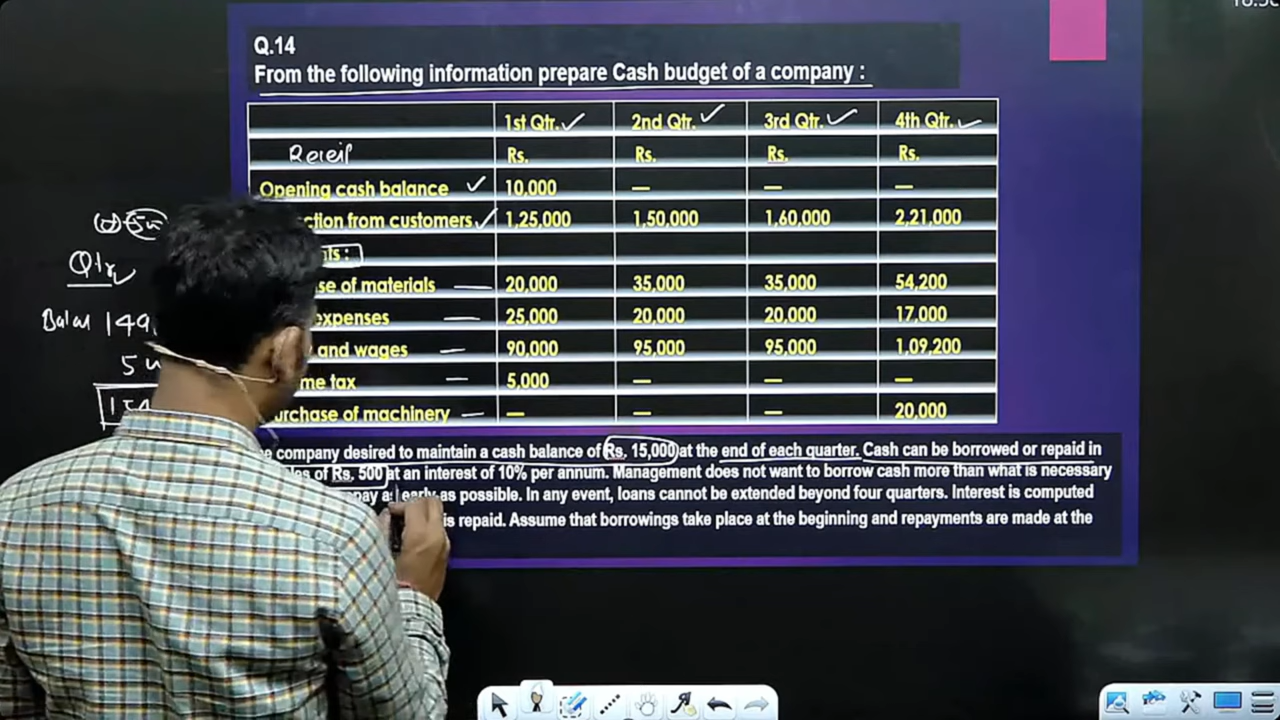 Q.14
From the following information prepare Cash budget of a company :
1st Qtr. 2nd Qtr. 3rd Qtr. 4th Qtr.
Rs. Rs. Rs. Rs.
Opening cash balance 10,000 — — —
ction from customers 1,25,000 1,50,000 1,60,000 2,21,000
ts :
se of materials 20,000 35,000 35,000 54,200
expenses 25,000 20,000 20,000 17,000
and wages 90,000 95,000 95,000 1,09,200
me tax 5,000 — — —
urchase of machinery — — — 20,000
e company desired to maintain a cash balance of Rs. 15,000 at the end of each quarter. Cash can be borrowed or repaid in
es of Rs. 500 at an interest of 10% per annum. Management does not want to borrow cash more than what is necessary
pay as early as possible. In any event, loans cannot be extended beyond four quarters. Interest is computed
is repaid. Assume that borrowings take place at the beginning and repayments are made at the
Qtr
149